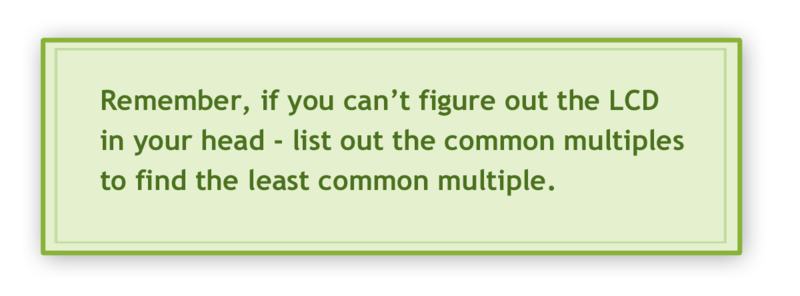 Remember, if you can’t figure out the LCD
in your head - list out the common multiples
to find the least common multiple.